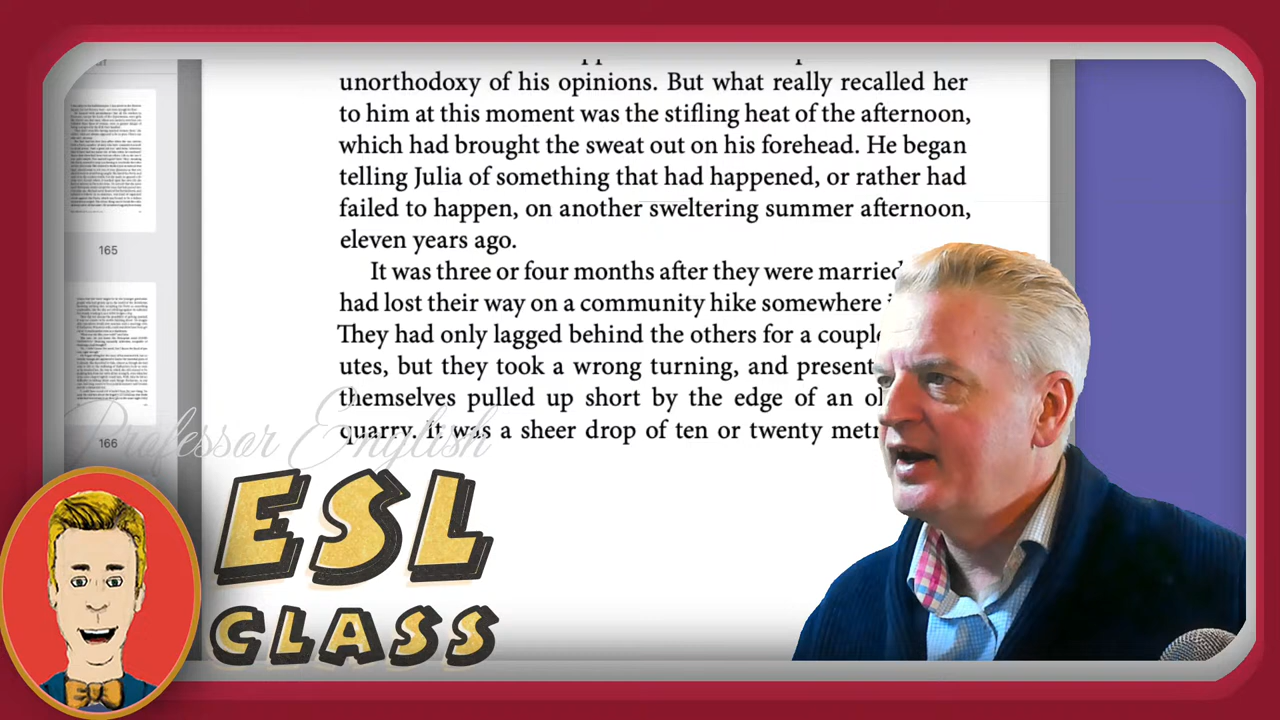 unorthodoxy of his opinions. But what really recalled her
to him at this moment was the stifling heat of the afternoon,
which had brought the sweat out on his forehead. He began
telling Julia of something that had happened, or rather had
failed to happen, on another sweltering summer afternoon,
eleven years ago.
It was three or four months after they were married
had lost their way on a community hike somewhere
They had only lagged behind the others for a couple
utes, but they took a wrong turning, and present
themselves pulled up short by the edge of an ol
quarry. It was a sheer drop of ten or twenty metr
165
166
Professor English
ESL
CLASS